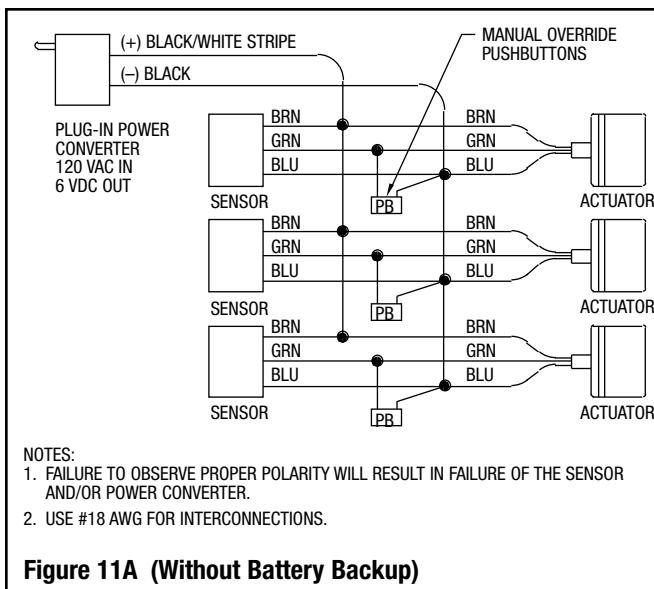 (+) BLACK/WHITE STRIPE
(–) BLACK
MANUAL OVERRIDE
PUSHBUTTONS
PLUG-IN POWER
CONVERTER
120 VAC IN
6 VDC OUT
BRN BRN
GRN GRN
BLU BLU
SENSOR PB ACTUATOR
BRN BRN
GRN GRN
BLU BLU
SENSOR PB ACTUATOR
BRN BRN
GRN GRN
BLU BLU
SENSOR PB ACTUATOR
NOTES:
1. FAILURE TO OBSERVE PROPER POLARITY WILL RESULT IN FAILURE OF THE SENSOR
AND/OR POWER CONVERTER.
2. USE #18 AWG FOR INTERCONNECTIONS.
Figure 11A (Without Battery Backup)